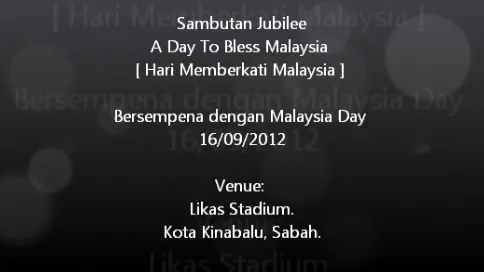 Sambutan Jubilee
A Day To Bless Malaysia
[ Hari Memberkati Malaysia ]
Bersempena dengan Malaysia Day
16/09/2012
Venue:
Likas Stadium.
Kota Kinabalu, Sabah.